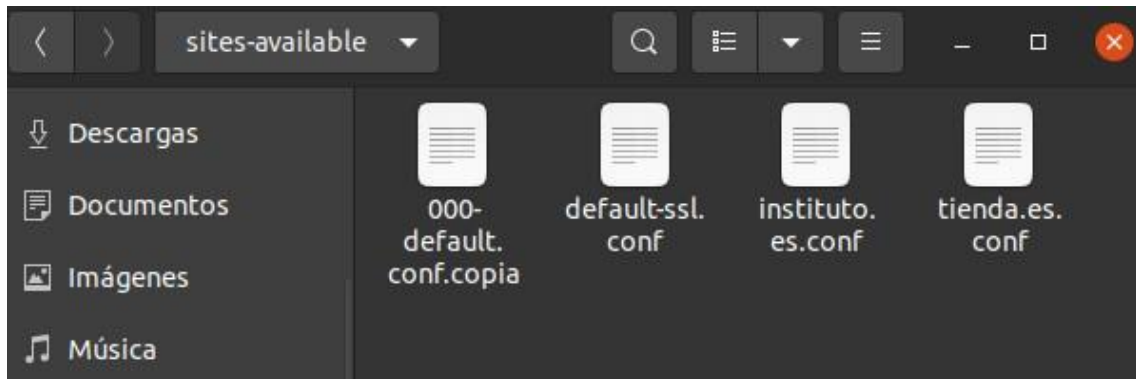 sites-available
Descargas
Documentos
Imágenes
Música
000-
default.
conf.copia
default-ssl.
conf
instituto.
es.conf
tienda.es.
conf